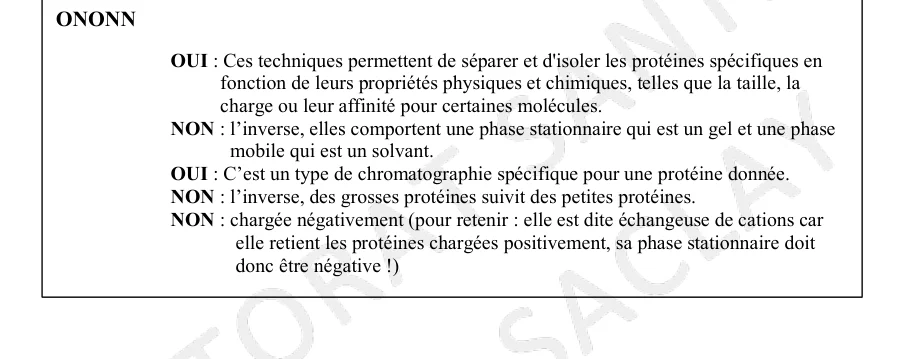 ONONN
OUI : Ces techniques permettent de séparer et d'isoler les protéines spécifiques en
fonction de leurs propriétés physiques et chimiques, telles que la taille, la
charge ou leur affinité pour certaines molécules.
NON : l’inverse, elles comportent une phase stationnaire qui est un gel et une phase
mobile qui est un solvant.
OUI : C’est un type de chromatographie spécifique pour une protéine donnée.
NON : l’inverse, des grosses protéines suivit des petites protéines.
NON : chargée négativement (pour retenir : elle est dite échangeuse de cations car
elle retient les protéines chargées positivement, sa phase stationnaire doit
donc être négative !)
TORAT SANT
SACLAY